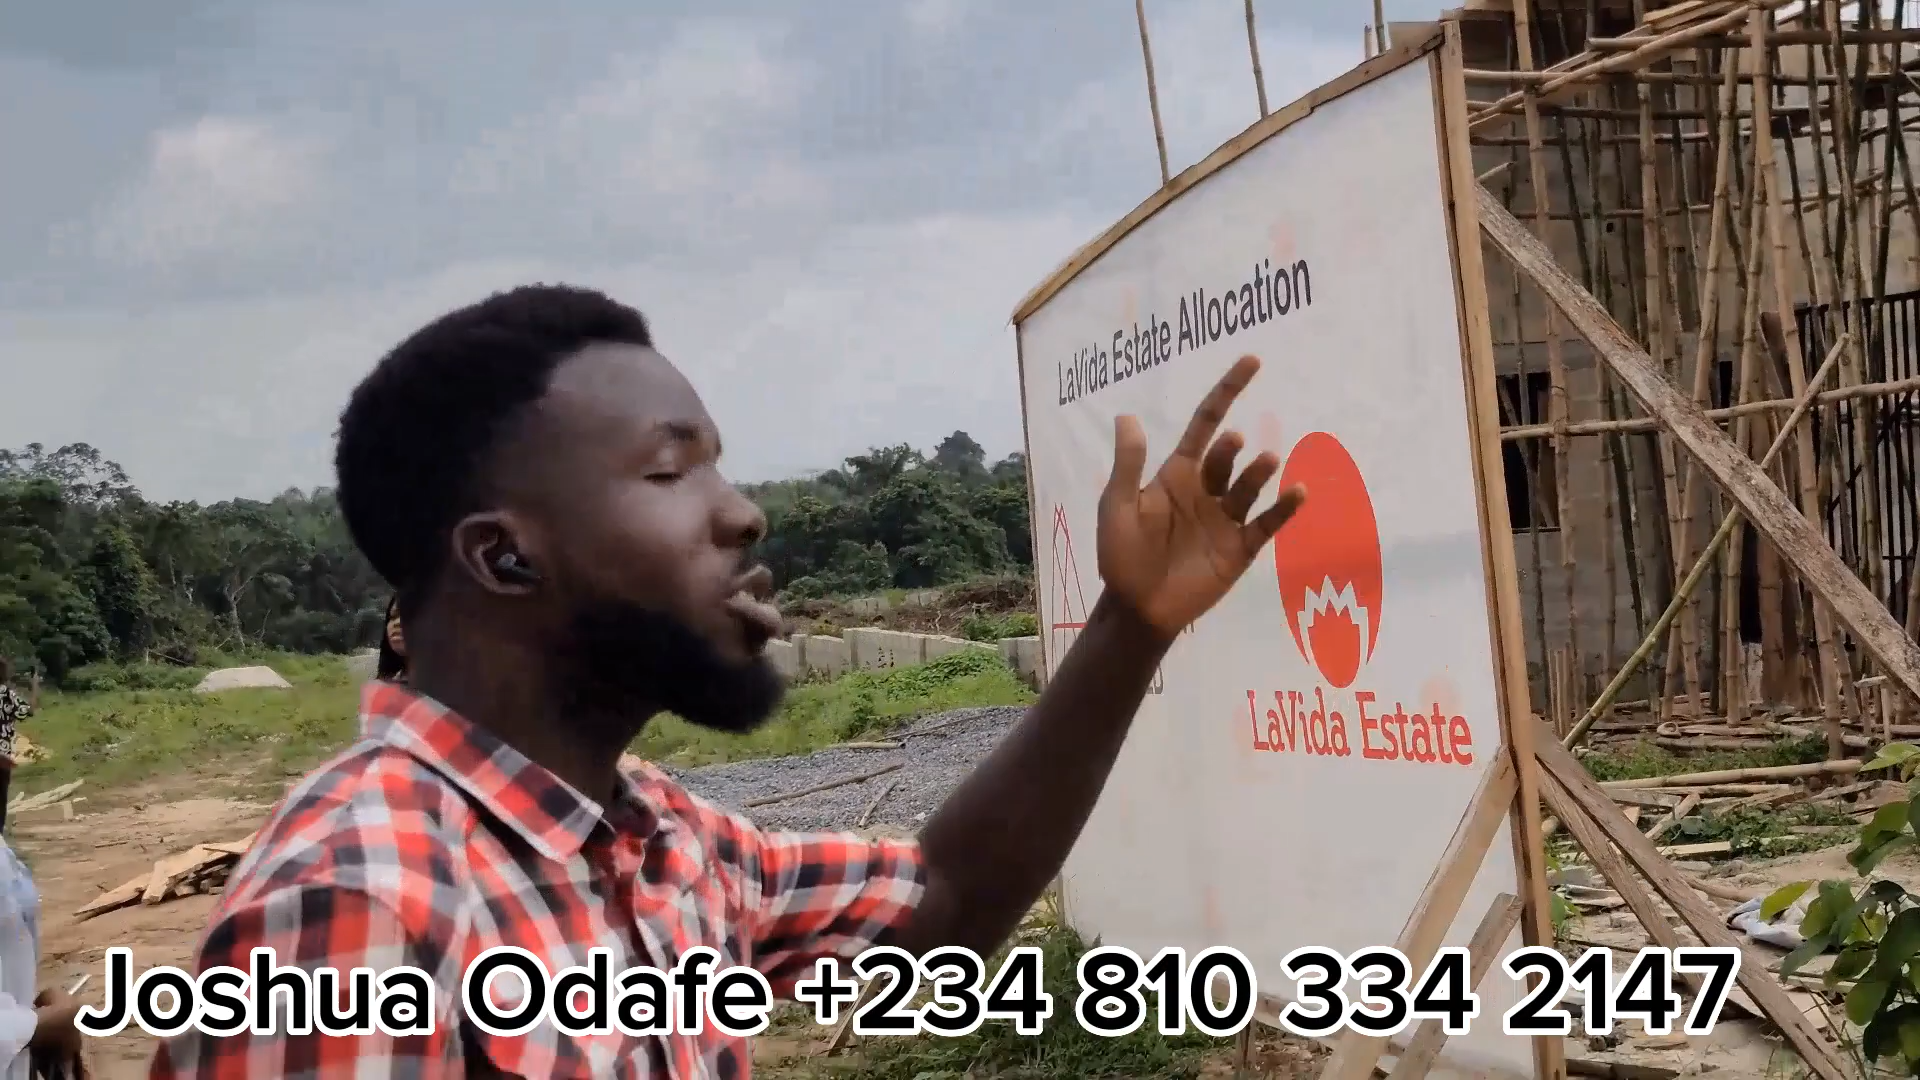 LaVida Estate Allocation
LaVida Estate
Joshua Odafe +234 810 334 2147